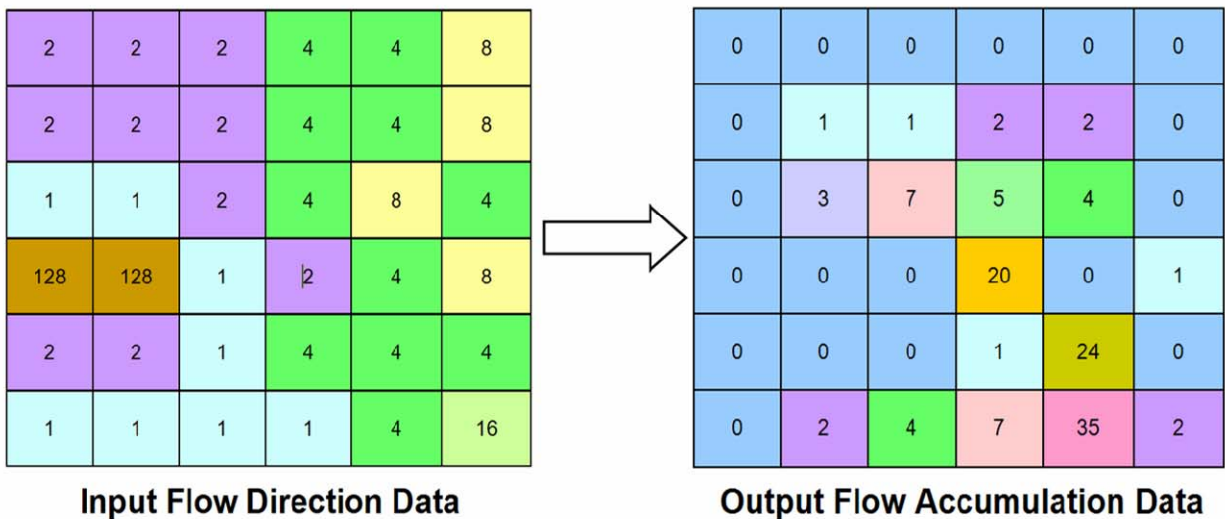 2 2 2 4 4 8 0 0 0 0 0 0
2 2 2 4 4 8 0 1 1 2 2 0
1 1 2 4 8 4 0 3 7 5 4 0
128 128 1 2 4 8 0 0 0 20 0 1
2 2 1 4 4 4 0 0 0 1 24 0
1 1 1 1 4 16 0 2 4 7 35 2
Input Flow Direction Data Output Flow Accumulation Data